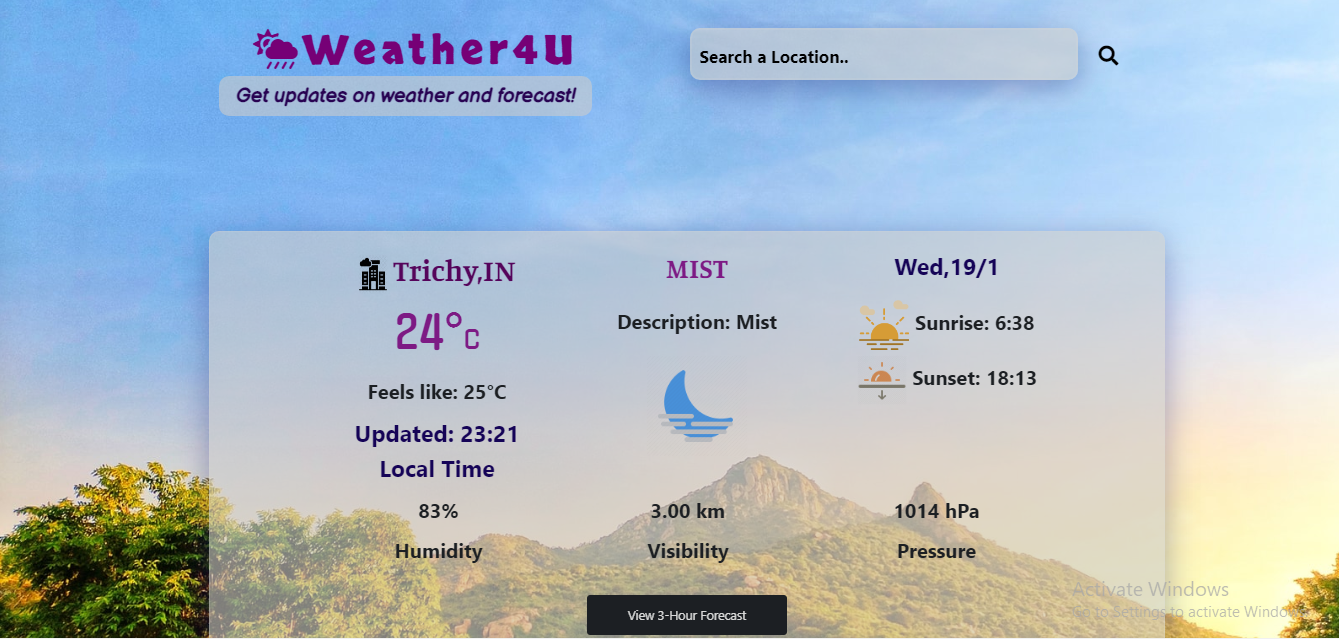 Weather4U
Get updates on weather and forecast!
Search a Location..
Trichy,IN
24°C
Feels like: 25°C
Updated: 23:21
Local Time
83%
Humidity
MIST
Description: Mist
3.00 km
Visibility
Wed,19/1
Sunrise: 6:38
Sunset: 18:13
1014 hPa
Pressure
View 3-Hour Forecast
Activate Windows
to Settings to activate Windows